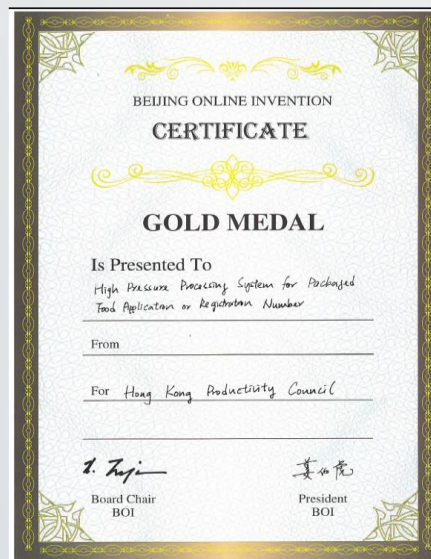 BEIJING ONLINE INVENTION
CERTIFICATE
GOLD MEDAL
Is Presented To
High Pressure Processing System for Packaged
Food Application or Registration Number
From
For Hong Kong Productivity Council
Board Chair
BOI
President
BOI